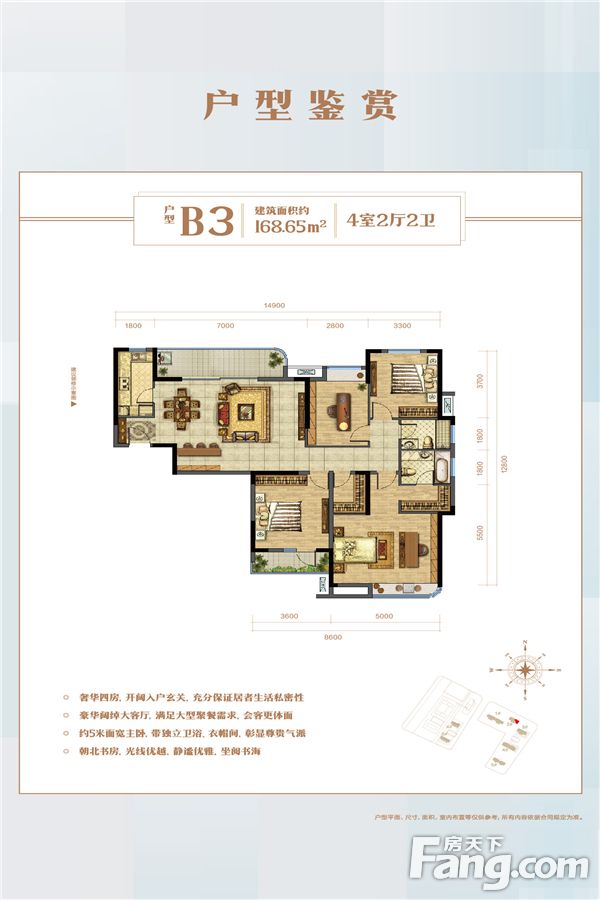 户型鉴赏
户型 B3 建筑面积约 168.65m² 4室2厅2卫
14900
1800 7000 2800 3300
3700
1800
1800
5500
12800
3600 5000
8600
N
W E
S
奢华四房, 开阔入户玄关, 充分保证居者生活私密性
豪华阔绰大客厅, 满足大型聚餐需求, 会客更体面
约5米面宽主卧, 带独立卫浴、衣帽间, 彰显尊贵气派
朝北书房, 光线优越, 静谧优雅, 坐阅书海
户型平面、尺寸、面积、室内布置等仅供参考, 所有内容依据合同敲定为准。
房天下
Fang.com